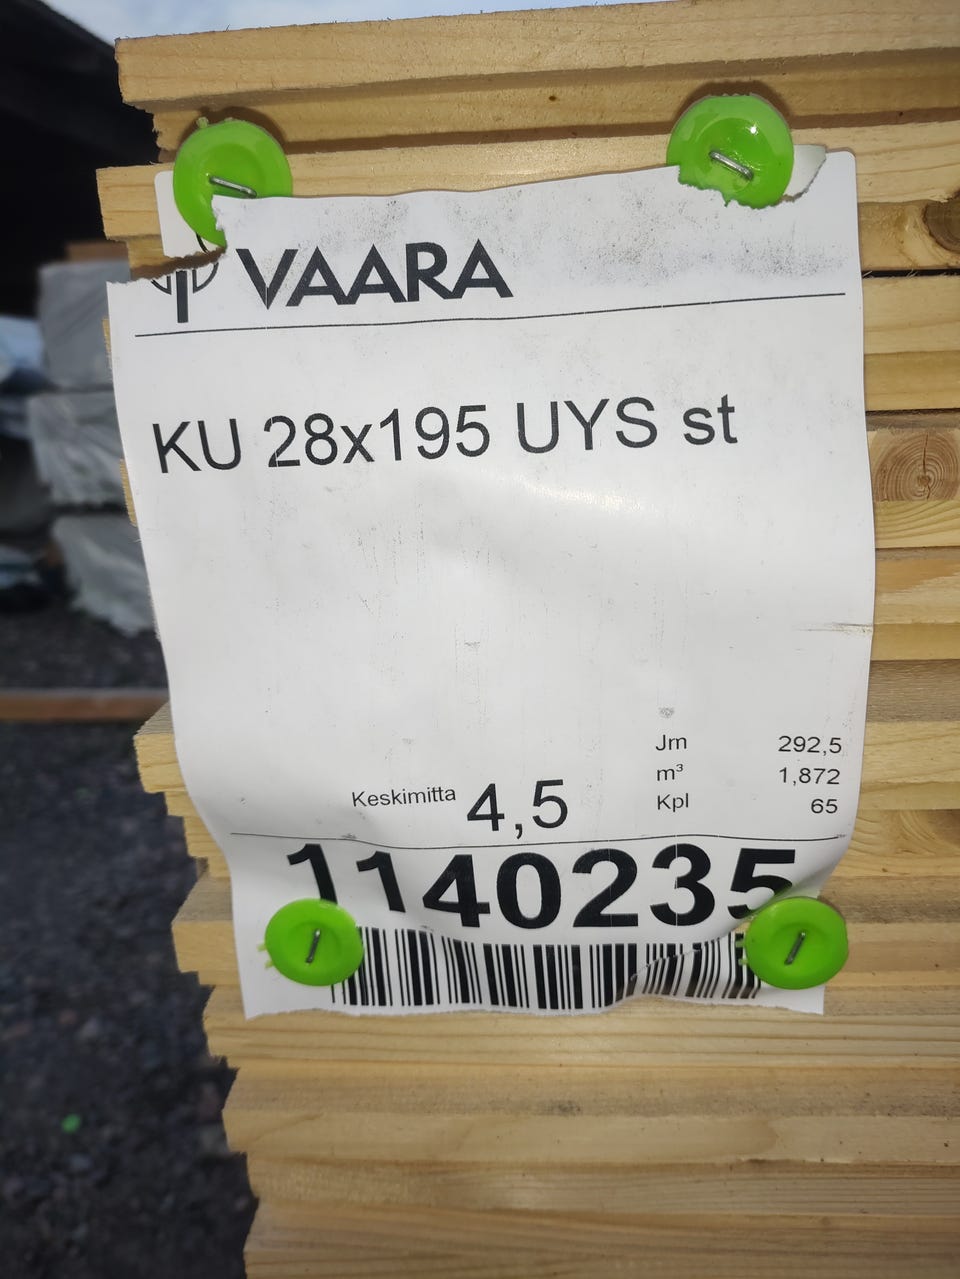 VAARA
KU 28x195 UYS st
Jm 292,5
m³ 1,872
Kpl 65
Keskimitta 4,5
1140235